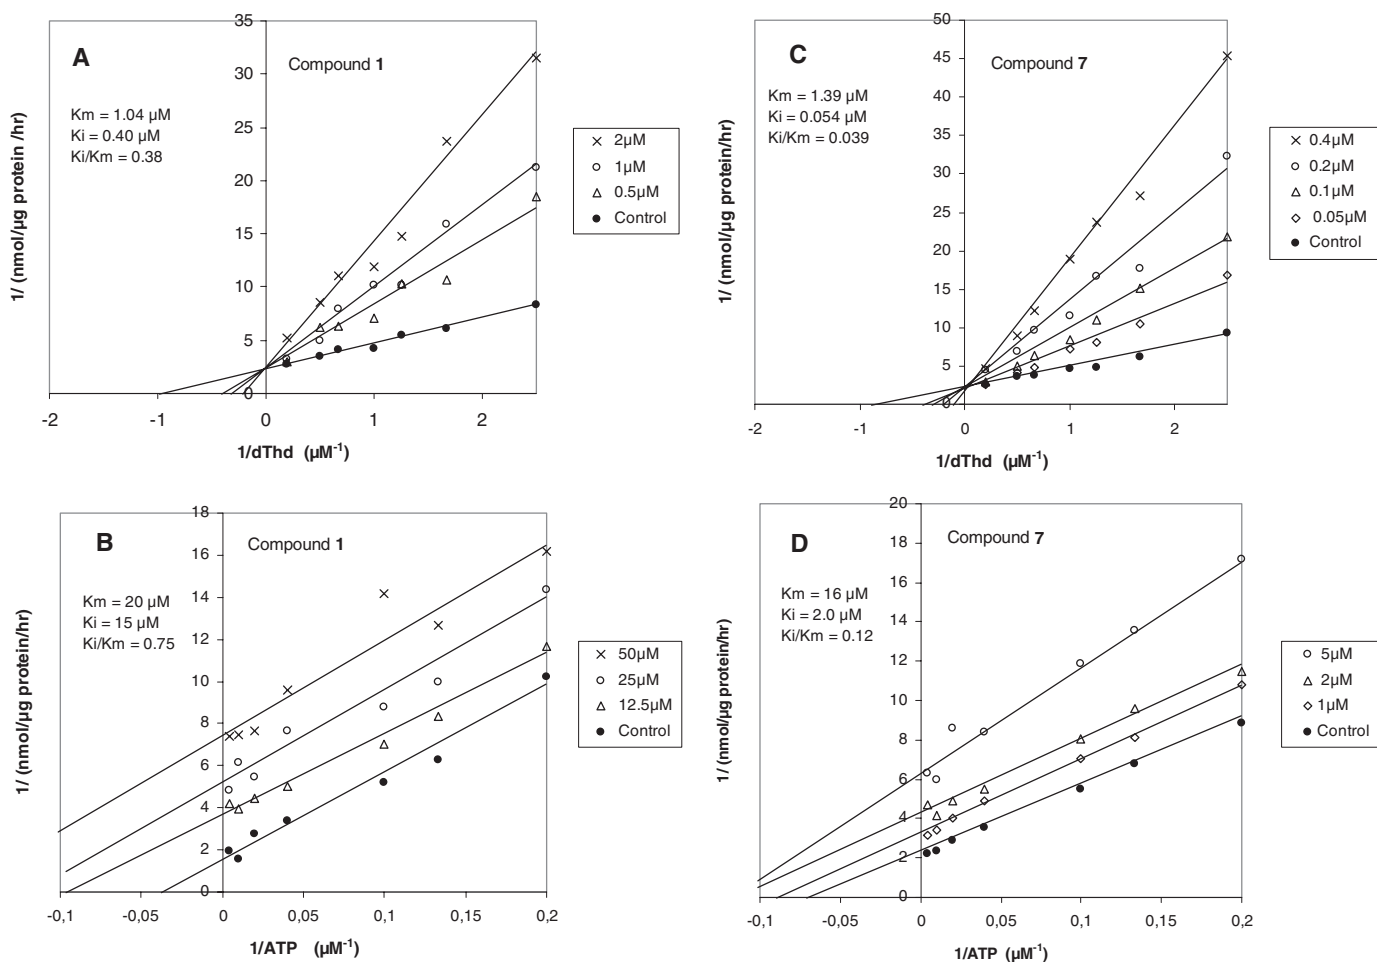 A
Compound 1
Km = 1.04 µM
Ki = 0.40 µM
Ki/Km = 0.38
1/ (nmol/µg protein /hr)
35
30
25
20
15
10
5
0
-2
-1
0
1
2
1/dThd (µM-1)
2µM
1µM
0.5µM
Control
C
Compound 7
Km = 1.39 µM
Ki = 0.054 µM
Ki/Km = 0.039
1/ (nmol/µg protein/hr)
50
45
40
35
30
25
20
15
10
5
0
-2
-1
0
1
2
1/dThd (µM-1)
0.4µM
0.2µM
0.1µM
0.05µM
Control
B
Compound 1
Km = 20 µM
Ki = 15 µM
Ki/Km = 0.75
1/ (nmol/µg protein/hr)
18
16
14
12
10
8
6
4
2
0
-0,1
-0,05
0
0,05
0,1
0,15
0,2
1/ATP (µM-1)
50µM
25µM
12.5µM
Control
D
Compound 7
Km = 16 µM
Ki = 2.0 µM
Ki/Km = 0.12
1/ (nmol/µg protein/hr)
20
18
16
14
12
10
8
6
4
2
0
-0,1
-0,05
0
0,05
0,1
0,15
0,2
1/ATP (µM-1)
5µM
2µM
1µM
Control